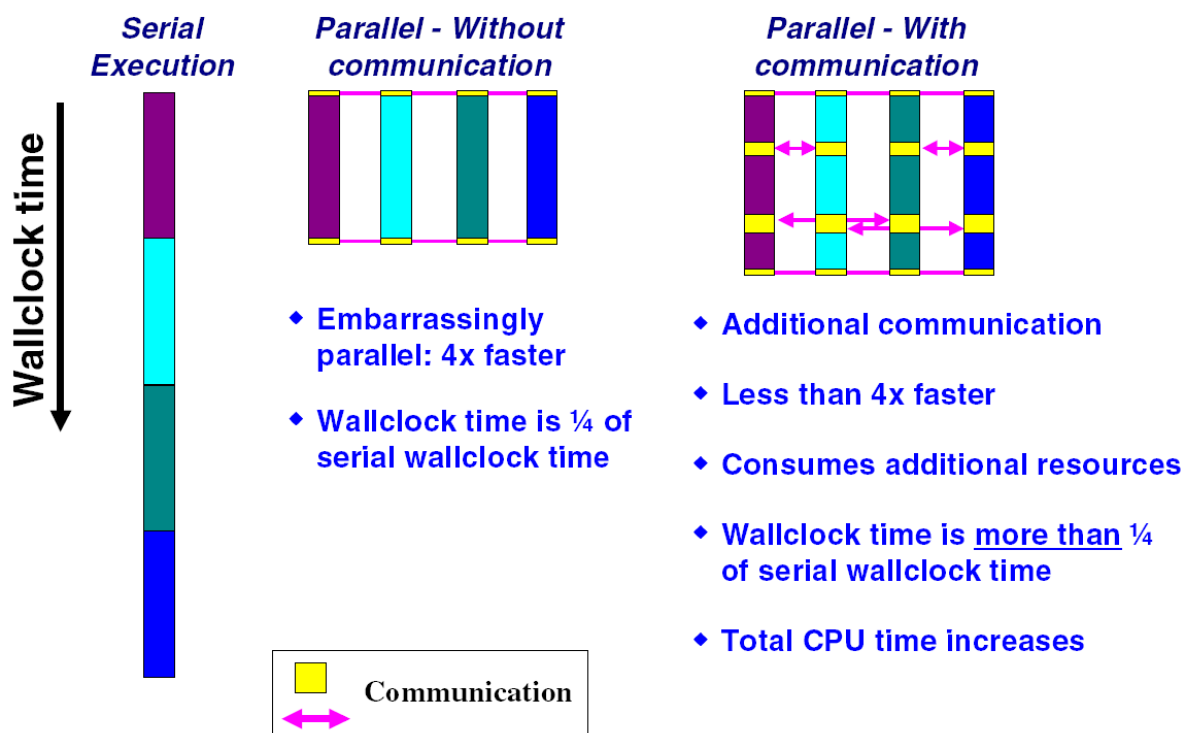 Serial
Execution
Parallel - Without
communication
Parallel - With
communication
Wallclock time
◆ Embarrassingly
parallel: 4x faster
◆ Wallclock time is ¼ of
serial wallclock time
◆ Additional communication
◆ Less than 4x faster
◆ Consumes additional resources
◆ Wallclock time is more than ¼
of serial wallclock time
◆ Total CPU time increases
Communication